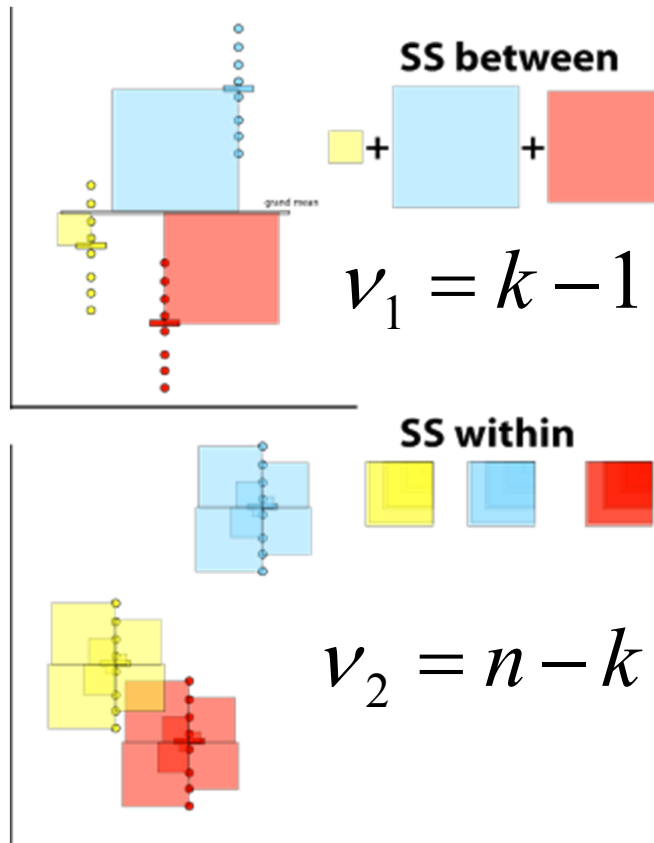 SS between
+ +
grand mean
ν₁ = k − 1
SS within
ν₂ = n − k